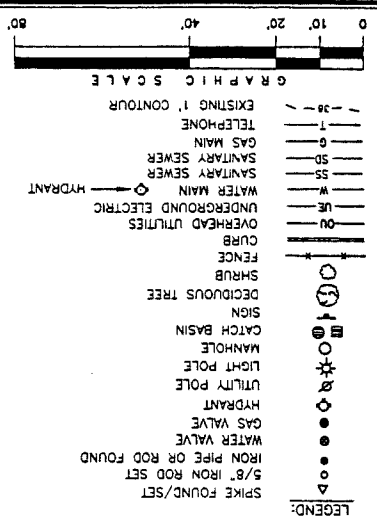 LEGEND:
SPIKE FOUND/SET
5/8" IRON ROD SET
IRON PIPE OR ROD FOUND
WATER VALVE
GAS VALVE
HYDRANT
UTILITY POLE
LIGHT POLE
MANHOLE
CATCH BASIN
SIGN
DECIDUOUS TREE
SHRUB
FENCE
CURB
OU OVERHEAD UTILITIES
UE UNDERGROUND ELECTRIC
W WATER MAIN HYDRANT
SS SANITARY SEWER
SD SANITARY SEWER
G GAS MAIN
T TELEPHONE
38 EXISTING 1' CONTOUR
GRAPHIC SCALE
0 10' 20' 40' 80'